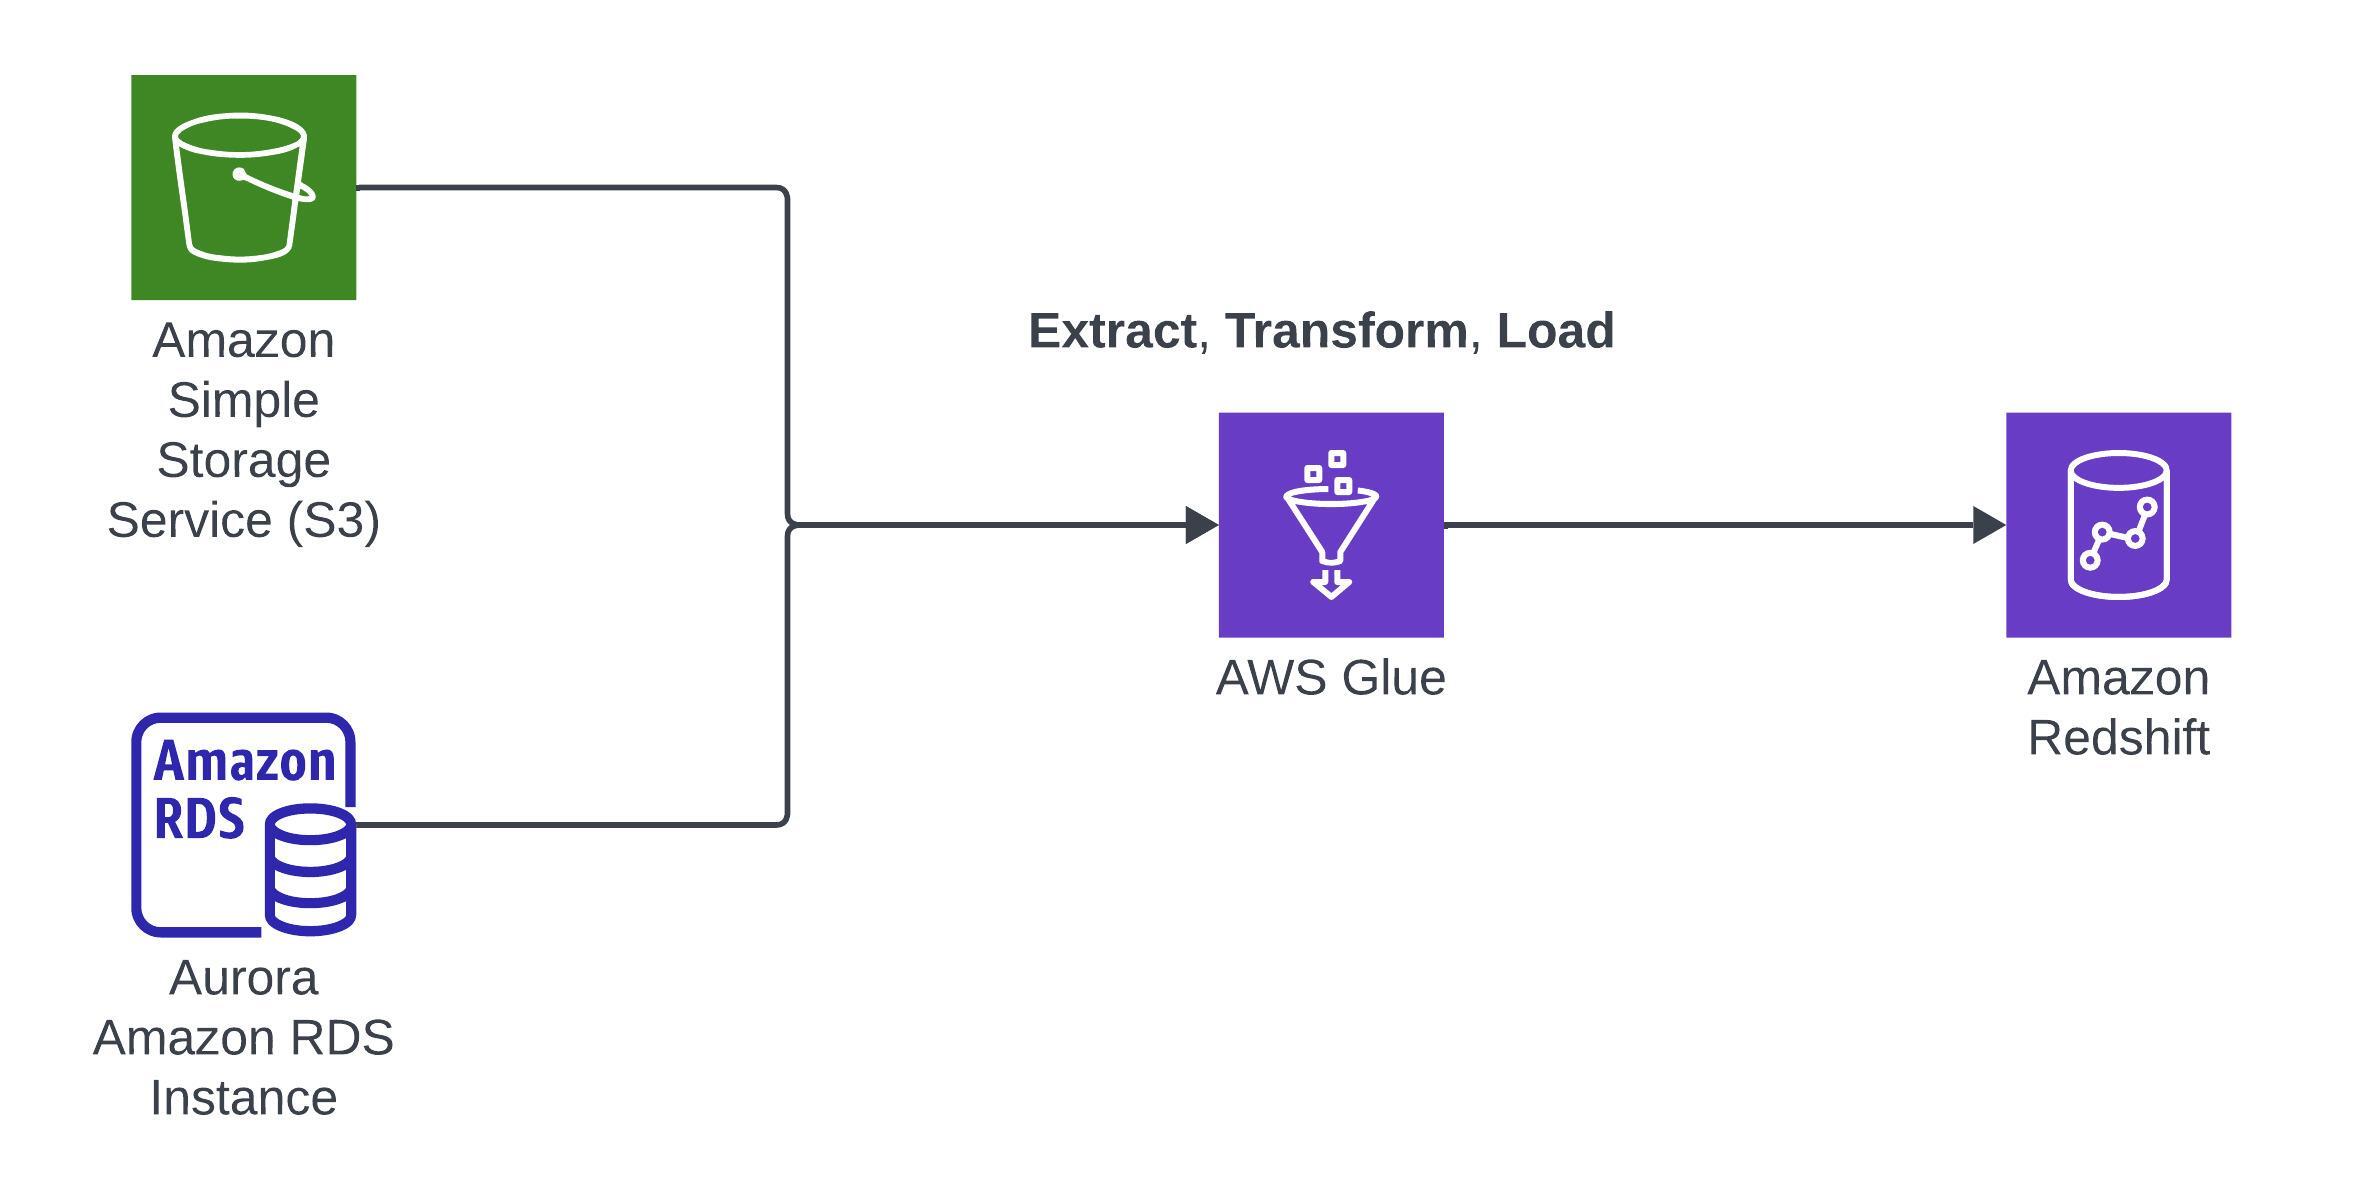 Amazon
Simple
Storage
Service (S3)
Extract, Transform, Load
AWS Glue
Amazon
Redshift
Amazon
RDS
Aurora
Amazon RDS
Instance